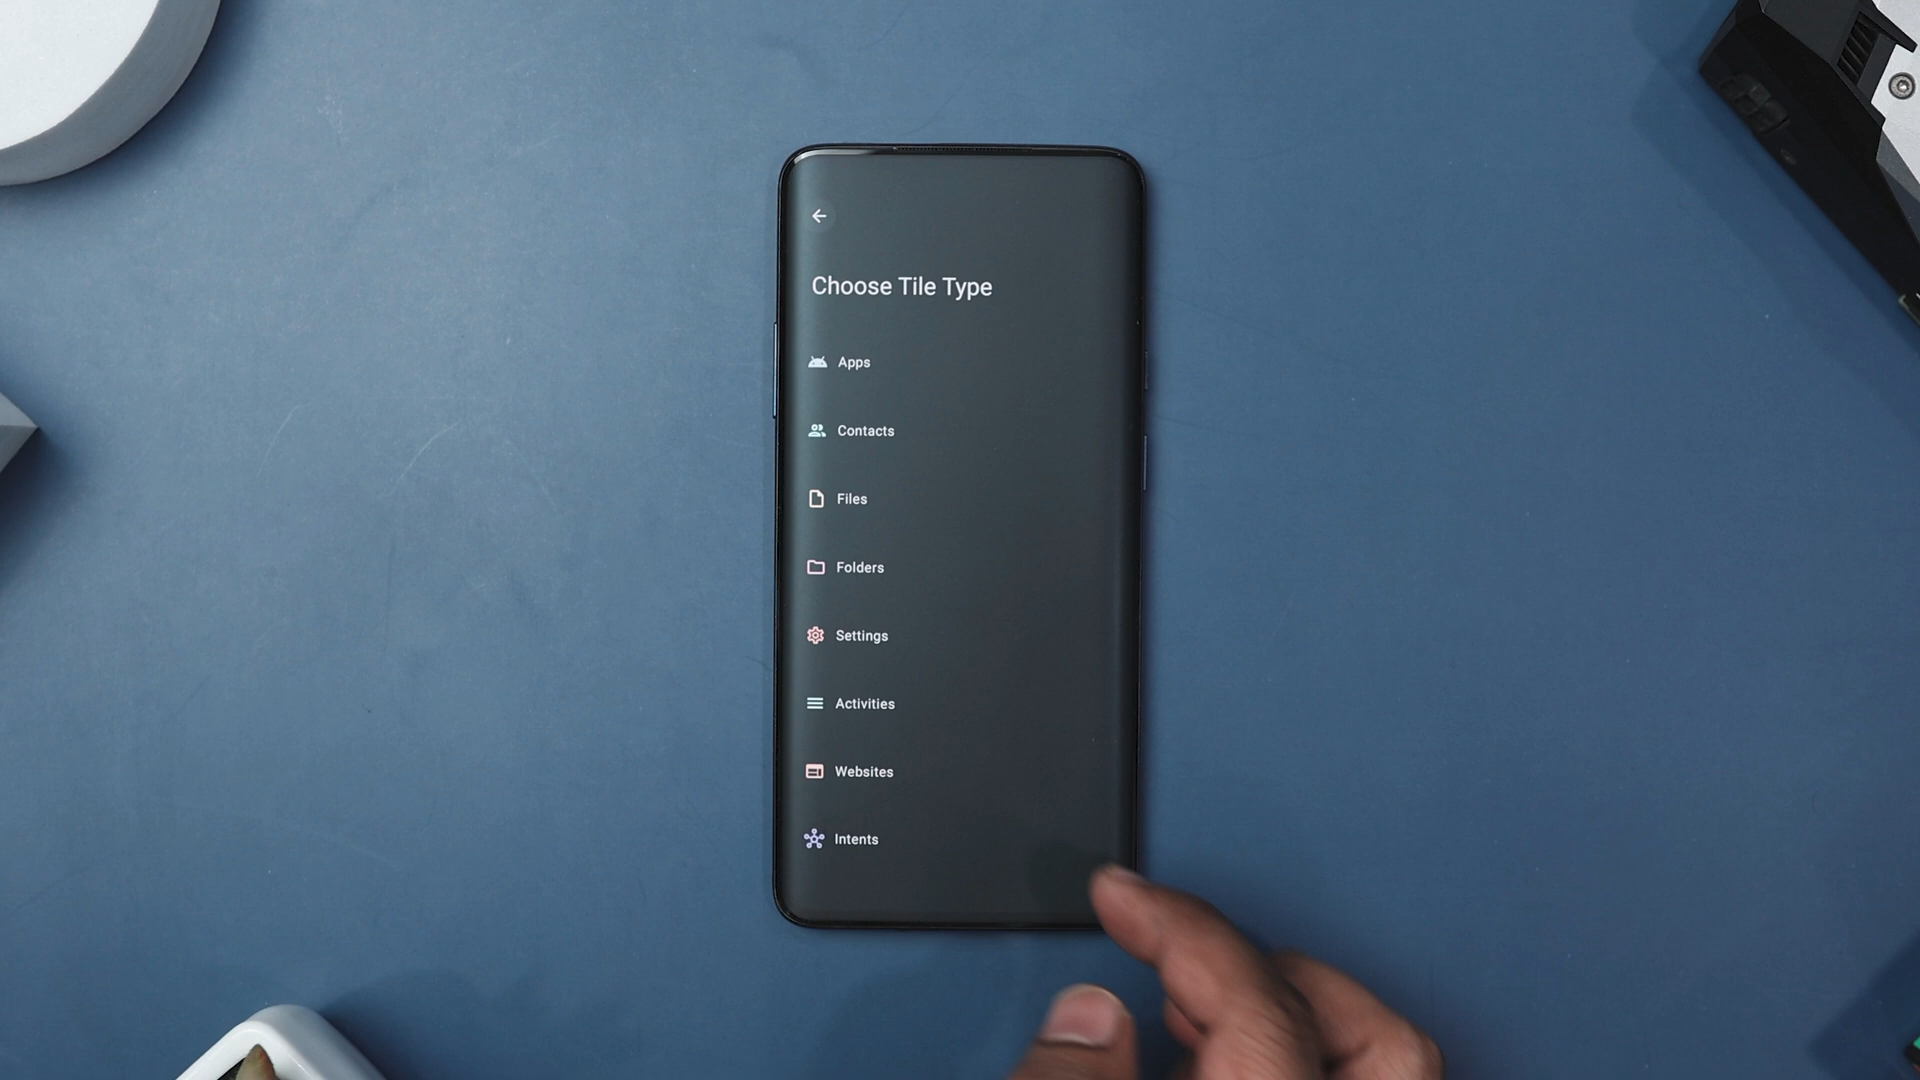 Choose Tile Type
Apps
Contacts
Files
Folders
Settings
Activities
Websites
Intents